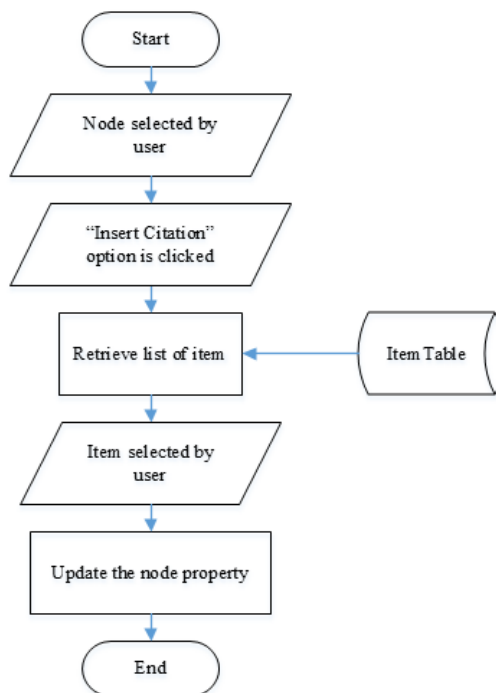 Start
Node selected by
user
“Insert Citation”
option is clicked
Retrieve list of item
Item Table
Item selected by
user
Update the node property
End